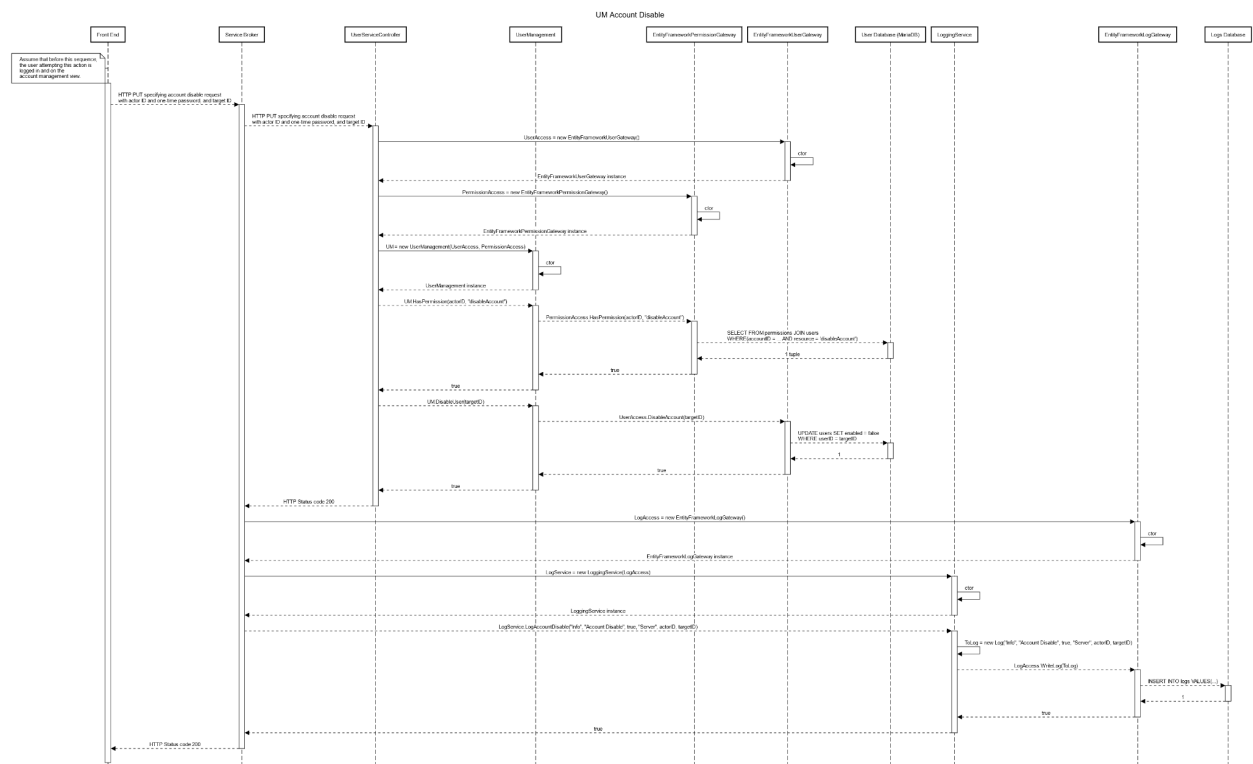 UM Account Disable
Front End
Service Broker
UserServiceController
UserManagement
EntityFrameworkPermissionGateway
EntityFrameworkUserGateway
User Database (MariaDB)
LoggingService
EntityFrameworkLogGateway
Logs Database
Assume that before this sequence,
the user attempting this action is
logged in and on the
account management view.
HTTP PUT specifying account disable request
with actor ID and one-time password, and target ID
HTTP PUT specifying account disable request
with actor ID and one-time password, and target ID
UserAccess = new EntityFrameworkUserGateway()
ctor
EntityFrameworkUserGateway instance
PermissionAccess = new EntityFrameworkPermissionGateway()
ctor
EntityFrameworkPermissionGateway instance
UM = new UserManagement(UserAccess, PermissionAccess)
ctor
UserManagement instance
UM.HasPermission(actorID, "disableAccount")
PermissionAccess.HasPermission(actorID, "disableAccount")
SELECT FROM permissions JOIN users
WHERE(accountID = ... AND resource = 'disableAccount')
1 tuple
true
true
UM.DisableUser(targetID)
UserAccess.DisableAccount(targetID)
UPDATE users SET enabled = false
WHERE userID = targetID
1
true
true
HTTP Status code 200
LogAccess = new EntityFrameworkLogGateway()
ctor
EntityFrameworkLogGateway instance
LogService = new LoggingService(LogAccess)
ctor
LoggingService instance
LogService.LogAccountDisable("Info", "Account Disable", true, "Server", actorID, targetID)
ToLog = new Log("Info", "Account Disable", true, "Server", actorID, targetID)
LogAccess.WriteLog(ToLog)
INSERT INTO logs VALUES(...)
1
true
true
HTTP Status code 200